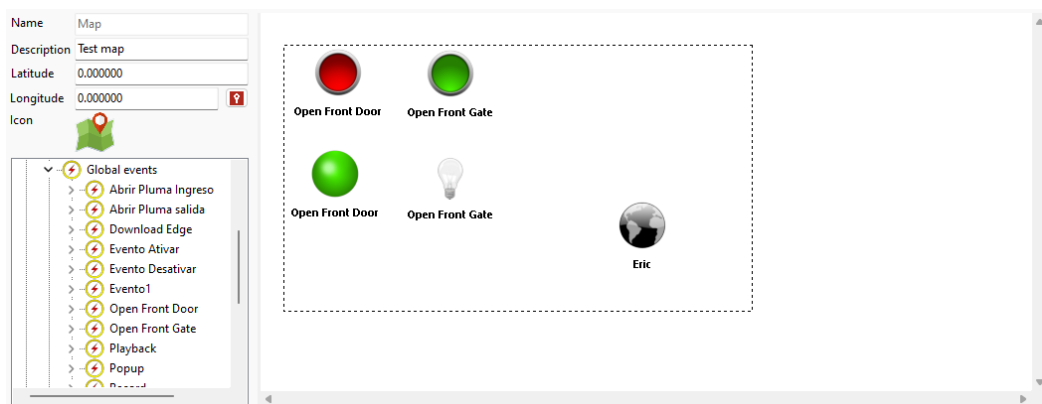 Name Map
Description Test map
Latitude 0.000000
Longitude 0.000000
Icon
Global events
Abrir Pluma Ingreso
Abrir Pluma salida
Download Edge
Evento Ativar
Evento Desativar
Evento1
Open Front Door
Open Front Gate
Playback
Popup
Record
Open Front Door Open Front Gate
Open Front Door Open Front Gate
Eric